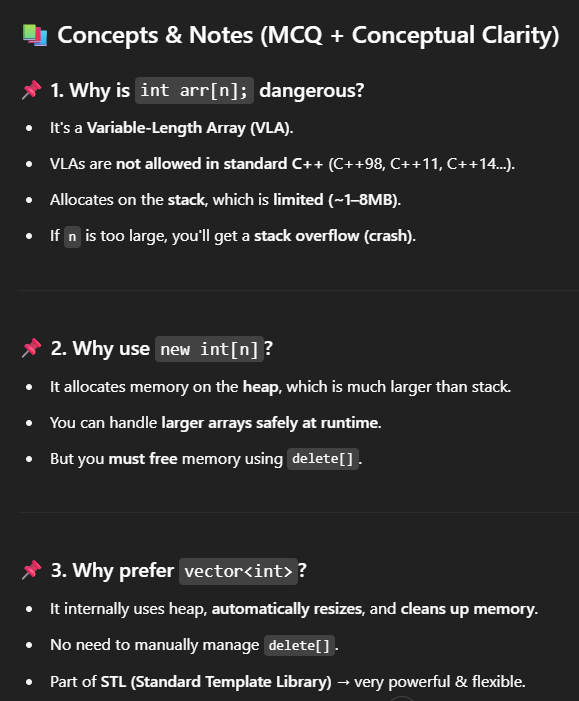 📚 Concepts & Notes (MCQ + Conceptual Clarity)
📌 1. Why is int arr[n]; dangerous?
• It's a Variable-Length Array (VLA).
• VLAs are not allowed in standard C++ (C++98, C++11, C++14...).
• Allocates on the stack, which is limited (~1–8MB).
• If n is too large, you'll get a stack overflow (crash).
📌 2. Why use new int[n]?
• It allocates memory on the heap, which is much larger than stack.
• You can handle larger arrays safely at runtime.
• But you must free memory using delete[].
📌 3. Why prefer vector<int>?
• It internally uses heap, automatically resizes, and cleans up memory.
• No need to manually manage delete[].
• Part of STL (Standard Template Library) → very powerful & flexible.